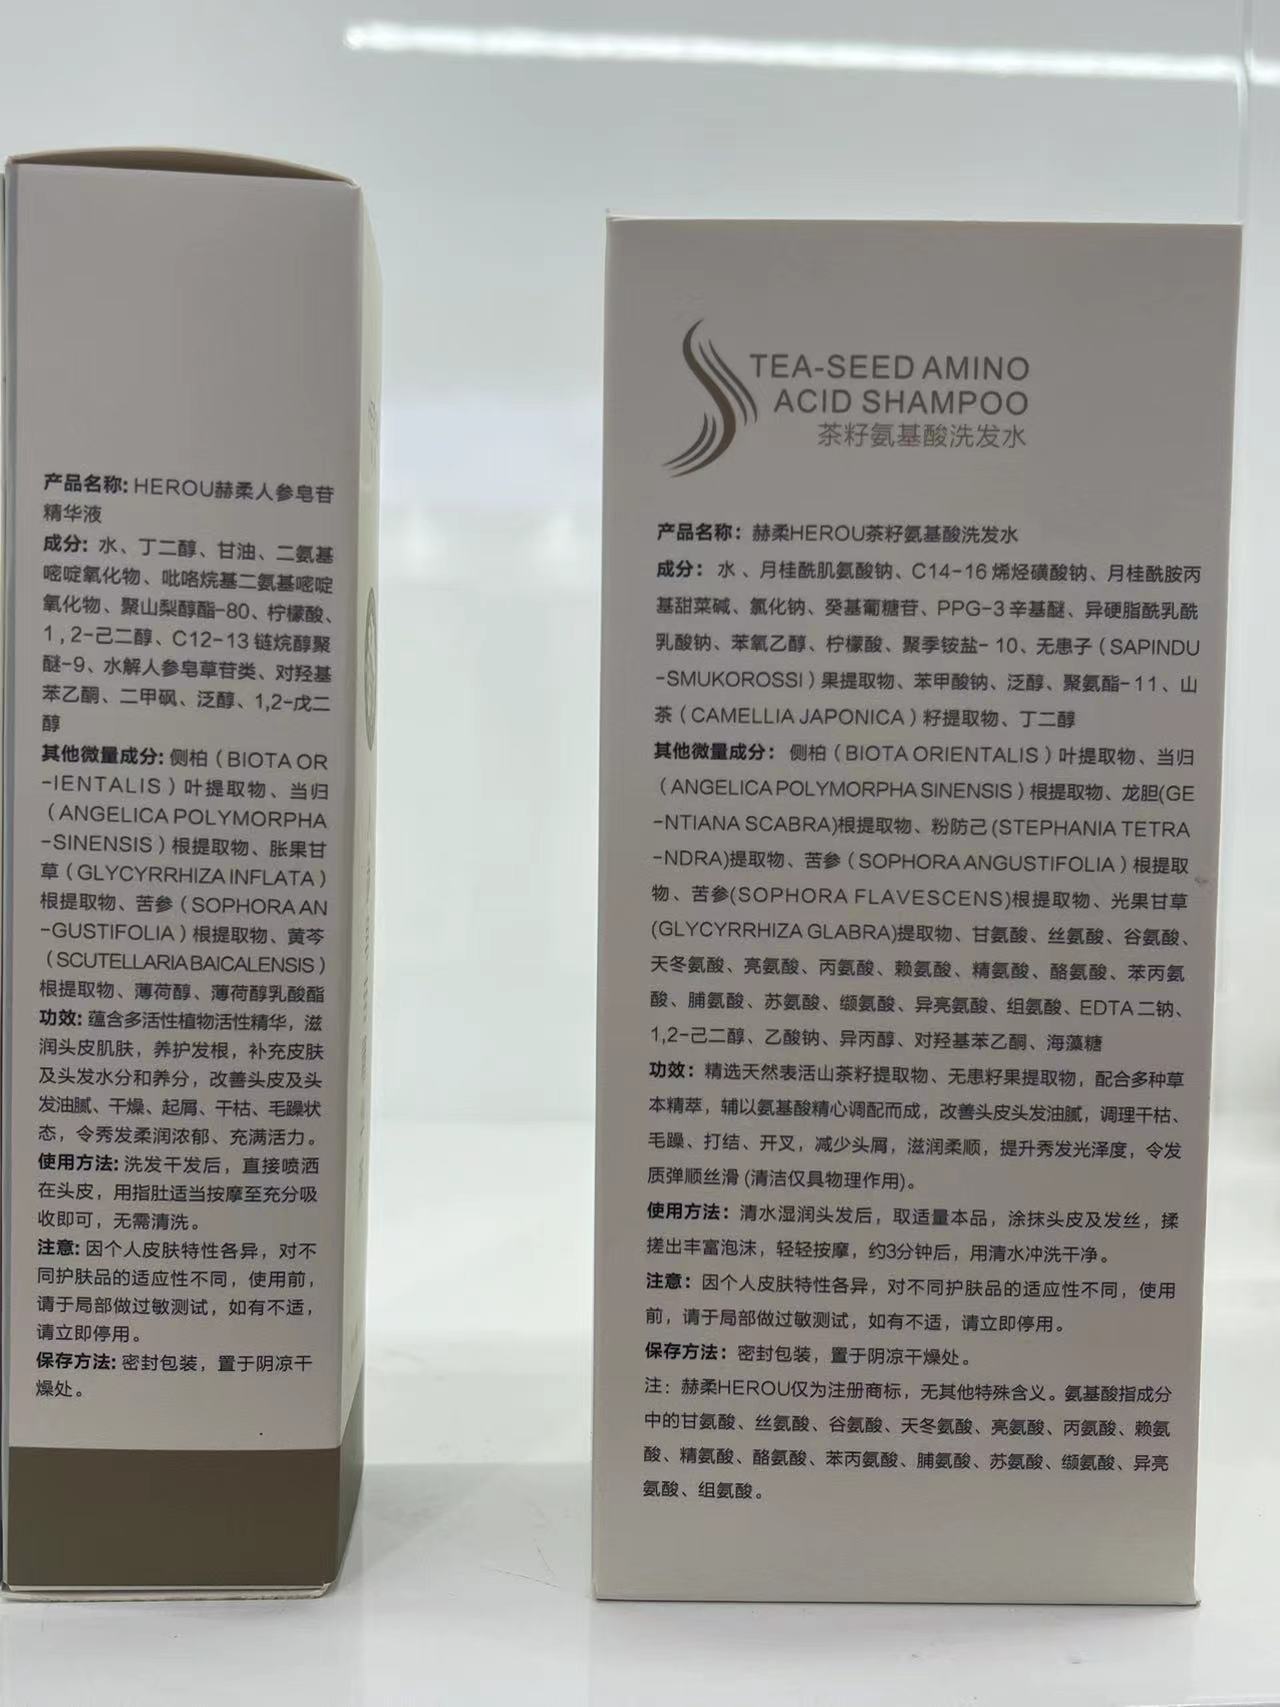 产品名称: HEROU赫柔人参皂苷
精华液
成分: 水、丁二醇、甘油、二氨基
嘧啶氧化物、吡咯烷基二氨基嘧啶
氧化物、聚山梨醇酯-80、柠檬酸、
1,2-己二醇、C12-13链烷醇聚
醚-9、水解人参皂草苷类、对羟基
苯乙酮、二甲砜、泛醇、1,2-戊二
醇
其他微量成分: 侧柏（BIOTA OR
-IENTALIS）叶提取物、当归
（ANGELICA POLYMORPHA
-SINENSIS）根提取物、胀果甘
草（GLYCYRRHIZA INFLATA）
根提取物、苦参（SOPHORA AN
-GUSTIFOLIA）根提取物、黄芩
（SCUTELLARIA BAICALENSIS）
根提取物、薄荷醇、薄荷醇乳酸酯
功效: 蕴含多活性植物活性精华，滋
润头皮肌肤，养护发根，补充皮肤
及头发水分和养分，改善头皮及头
发油腻、干燥、起屑、干枯、毛躁状
态，令秀发柔润浓郁、充满活力。
使用方法: 洗发干发后，直接喷洒
在头皮，用指肚适当按摩至充分吸
收即可，无需清洗。
注意: 因个人皮肤特性各异，对不
同护肤品的适应性不同，使用前，
请于局部做过敏测试，如有不适，
请立即停用。
保存方法: 密封包装，置于阴凉干
燥处。
TEA-SEED AMINO
ACID SHAMPOO
茶籽氨基酸洗发水
产品名称：赫柔HEROU茶籽氨基酸洗发水
成分：水、月桂酰肌氨酸钠、C14-16烯烃磺酸钠、月桂酰胺丙
基甜菜碱、氯化钠、癸基葡糖苷、PPG-3辛基醚、异硬脂酰乳酰
乳酸钠、苯氧乙醇、柠檬酸、聚季铵盐-10、无患子（SAPINDU
-SMUKOROSSI）果提取物、苯甲酸钠、泛醇、聚氨酯-11、山
茶（CAMELLIA JAPONICA）籽提取物、丁二醇
其他微量成分：侧柏（BIOTA ORIENTALIS）叶提取物、当归
（ANGELICA POLYMORPHA SINENSIS）根提取物、龙胆(GE
-NTIANA SCABRA)根提取物、粉防己(STEPHANIA TETRA
-NDRA)提取物、苦参（SOPHORA ANGUSTIFOLIA）根提取
物、苦参(SOPHORA FLAVESCENS)根提取物、光果甘草
(GLYCYRRHIZA GLABRA)提取物、甘氨酸、丝氨酸、谷氨酸、
天冬氨酸、亮氨酸、丙氨酸、赖氨酸、精氨酸、酪氨酸、苯丙氨
酸、脯氨酸、苏氨酸、缬氨酸、异亮氨酸、组氨酸、EDTA二钠、
1,2-己二醇、乙酸钠、异丙醇、对羟基苯乙酮、海藻糖
功效：精选天然表活山茶籽提取物、无患籽果提取物，配合多种草
本精萃，辅以氨基酸精心调配而成，改善头皮头发油腻，调理干枯、
毛躁、打结、开叉，减少头屑，滋润柔顺，提升秀发光泽度，令发
质弹顺丝滑 (清洁仅具物理作用)。
使用方法：清水湿润头发后，取适量本品，涂抹头皮及发丝，揉
搓出丰富泡沫，轻轻按摩，约3分钟后，用清水冲洗干净。
注意：因个人皮肤特性各异，对不同护肤品的适应性不同，使用
前，请于局部做过敏测试，如有不适，请立即停用。
保存方法：密封包装，置于阴凉干燥处。
注：赫柔HEROU仅为注册商标，无其他特殊含义。氨基酸指成分
中的甘氨酸、丝氨酸、谷氨酸、天冬氨酸、亮氨酸、丙氨酸、赖氨
酸、精氨酸、酪氨酸、苯丙氨酸、脯氨酸、苏氨酸、缬氨酸、异亮
氨酸、组氨酸。